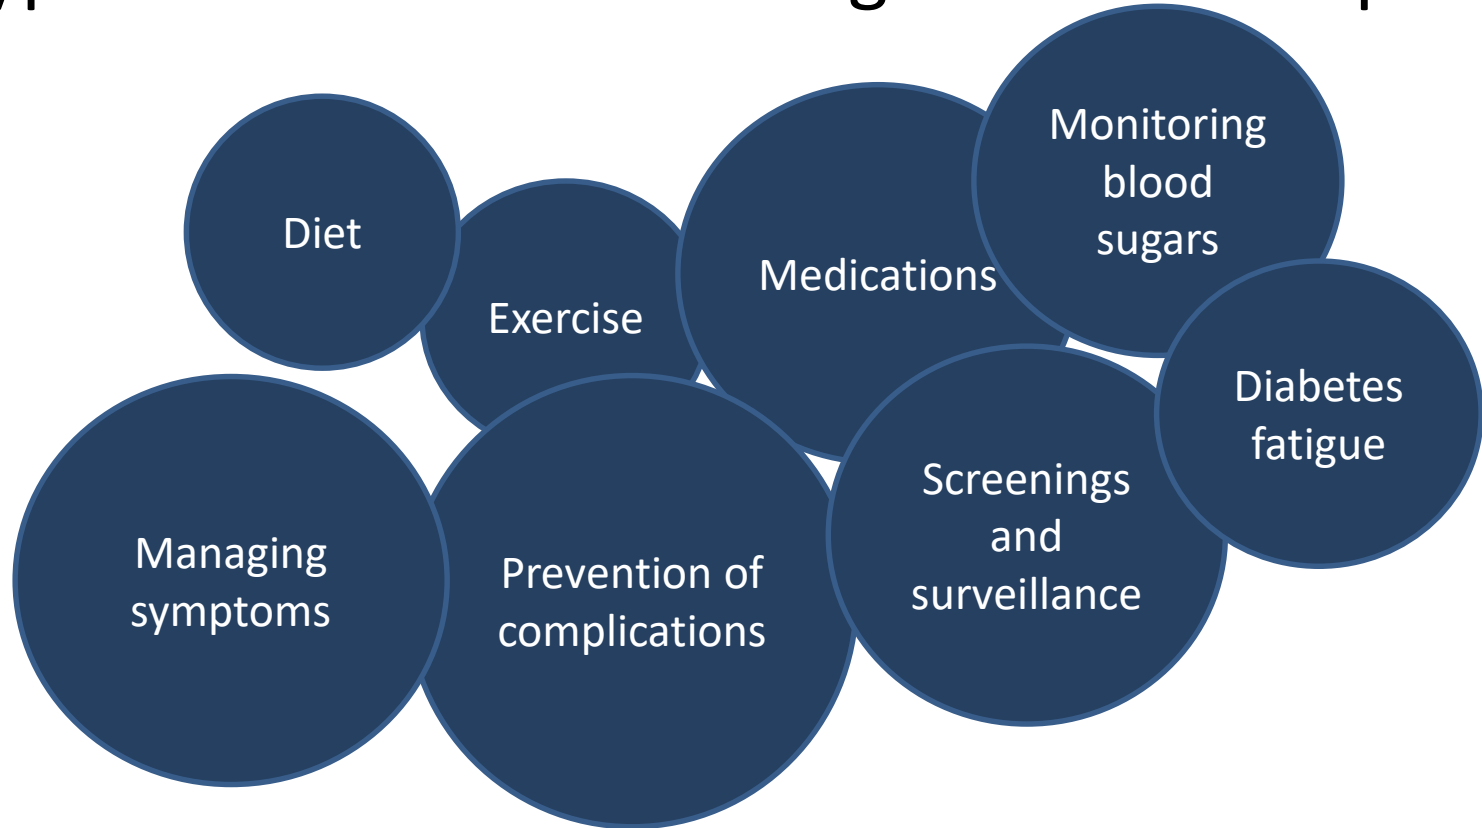 Diet
Exercise
Medications
Monitoring
blood
sugars
Diabetes
fatigue
Managing
symptoms
Prevention of
complications
Screenings
and
surveillance